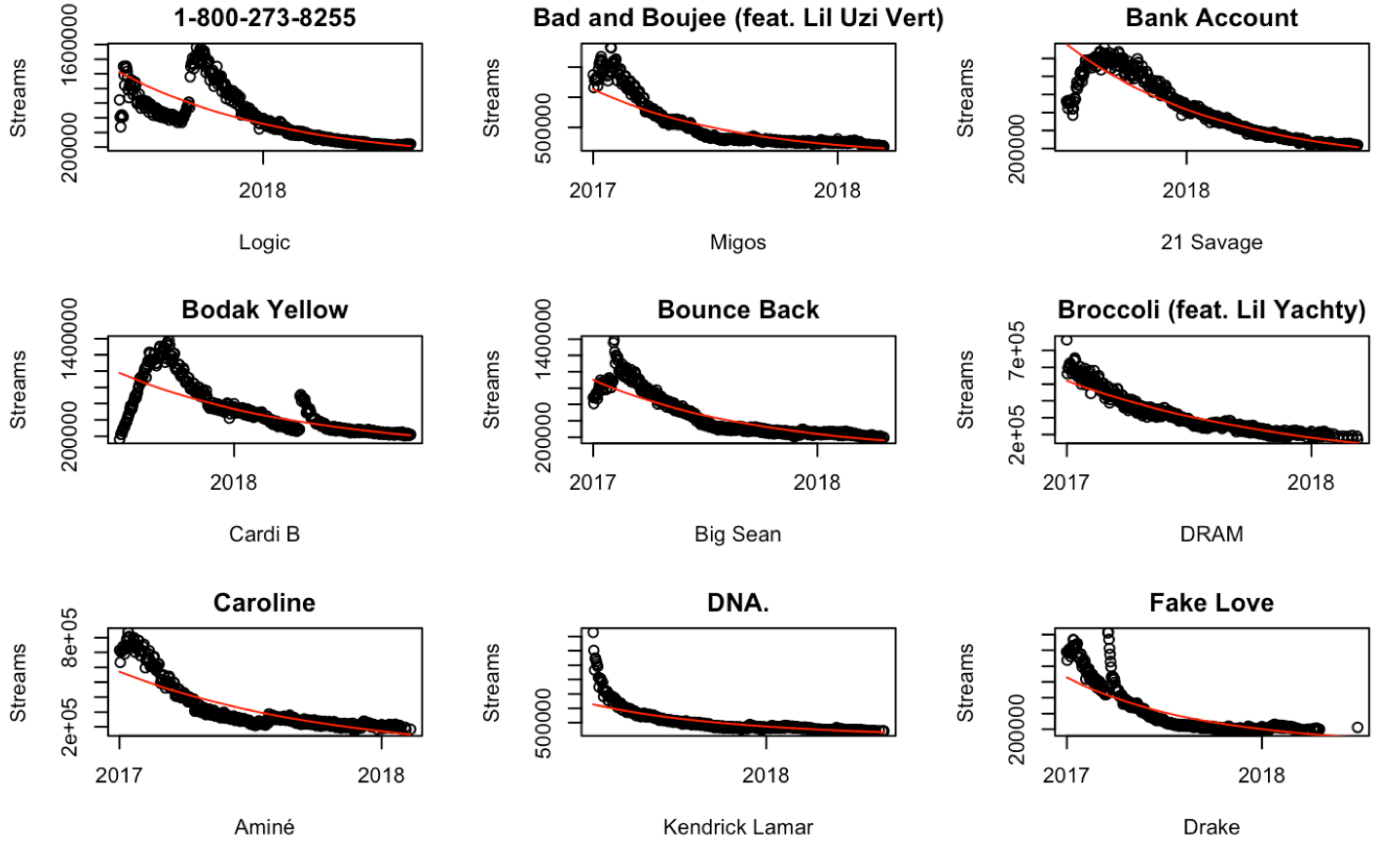 1-800-273-8255
Streams
1600000
200000
2018
Logic
Bad and Boujee (feat. Lil Uzi Vert)
Streams
500000
2017 2018
Migos
Bank Account
Streams
200000
2018
21 Savage
Bodak Yellow
Streams
1400000
200000
2018
Cardi B
Bounce Back
Streams
1400000
200000
2017 2018
Big Sean
Broccoli (feat. Lil Yachty)
Streams
7e+05
2e+05
2017 2018
DRAM
Caroline
Streams
8e+05
2e+05
2017 2018
Aminé
DNA.
Streams
500000
2018
Kendrick Lamar
Fake Love
Streams
200000
2017 2018
Drake